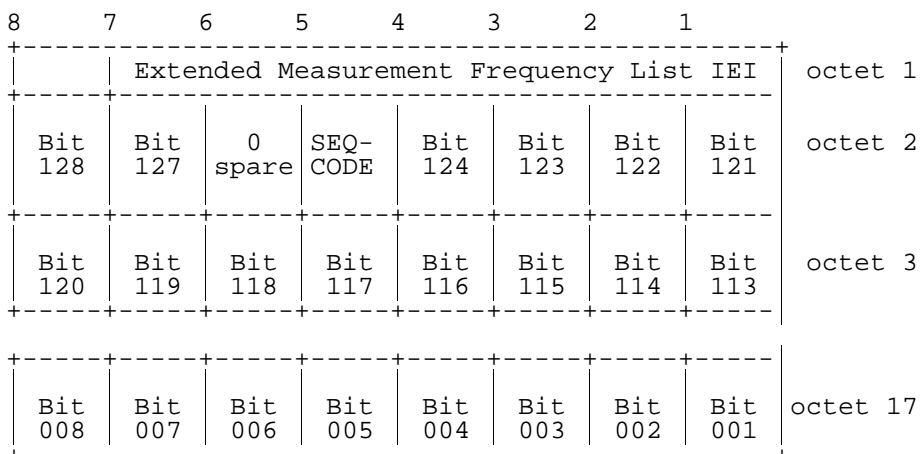 8 7 6 5 4 3 2 1
Extended Measurement Frequency List IEI octet 1
Bit Bit 0 SEQ- Bit Bit Bit Bit octet 2
128 127 spare CODE 124 123 122 121
Bit Bit Bit Bit Bit Bit Bit Bit octet 3
120 119 118 117 116 115 114 113
Bit Bit Bit Bit Bit Bit Bit Bit octet 17
008 007 006 005 004 003 002 001